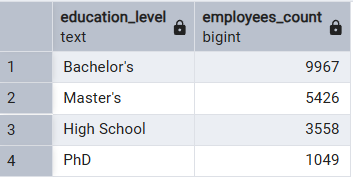 education_level employees_count
text bigint
1 Bachelor's 9967
2 Master's 5426
3 High School 3558
4 PhD 1049